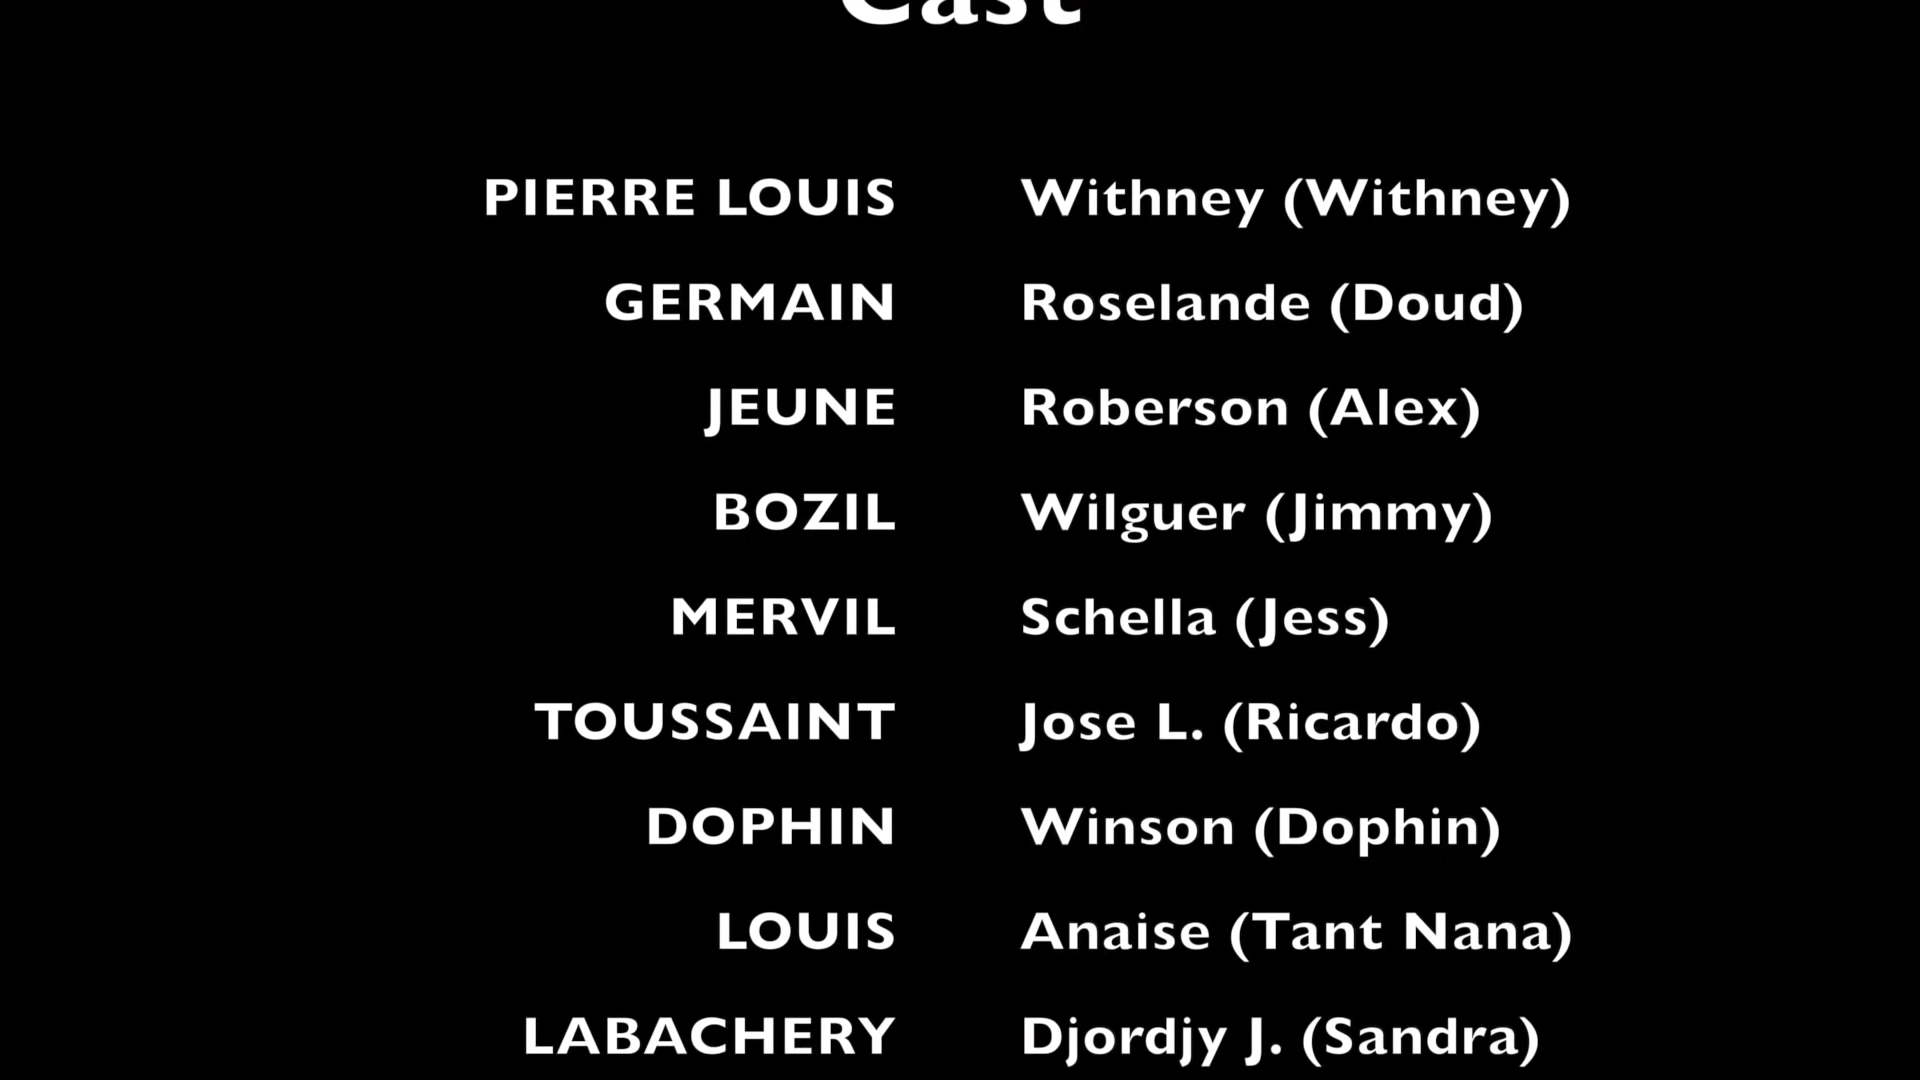 Cast
PIERRE LOUIS Withney (Withney)
GERMAIN Roselande (Doud)
JEUNE Roberson (Alex)
BOZIL Wilguer (Jimmy)
MERVIL Schella (Jess)
TOUSSAINT Jose L. (Ricardo)
DOPHIN Winson (Dophin)
LOUIS Anaise (Tant Nana)
LABACHERY Djordjy J. (Sandra)